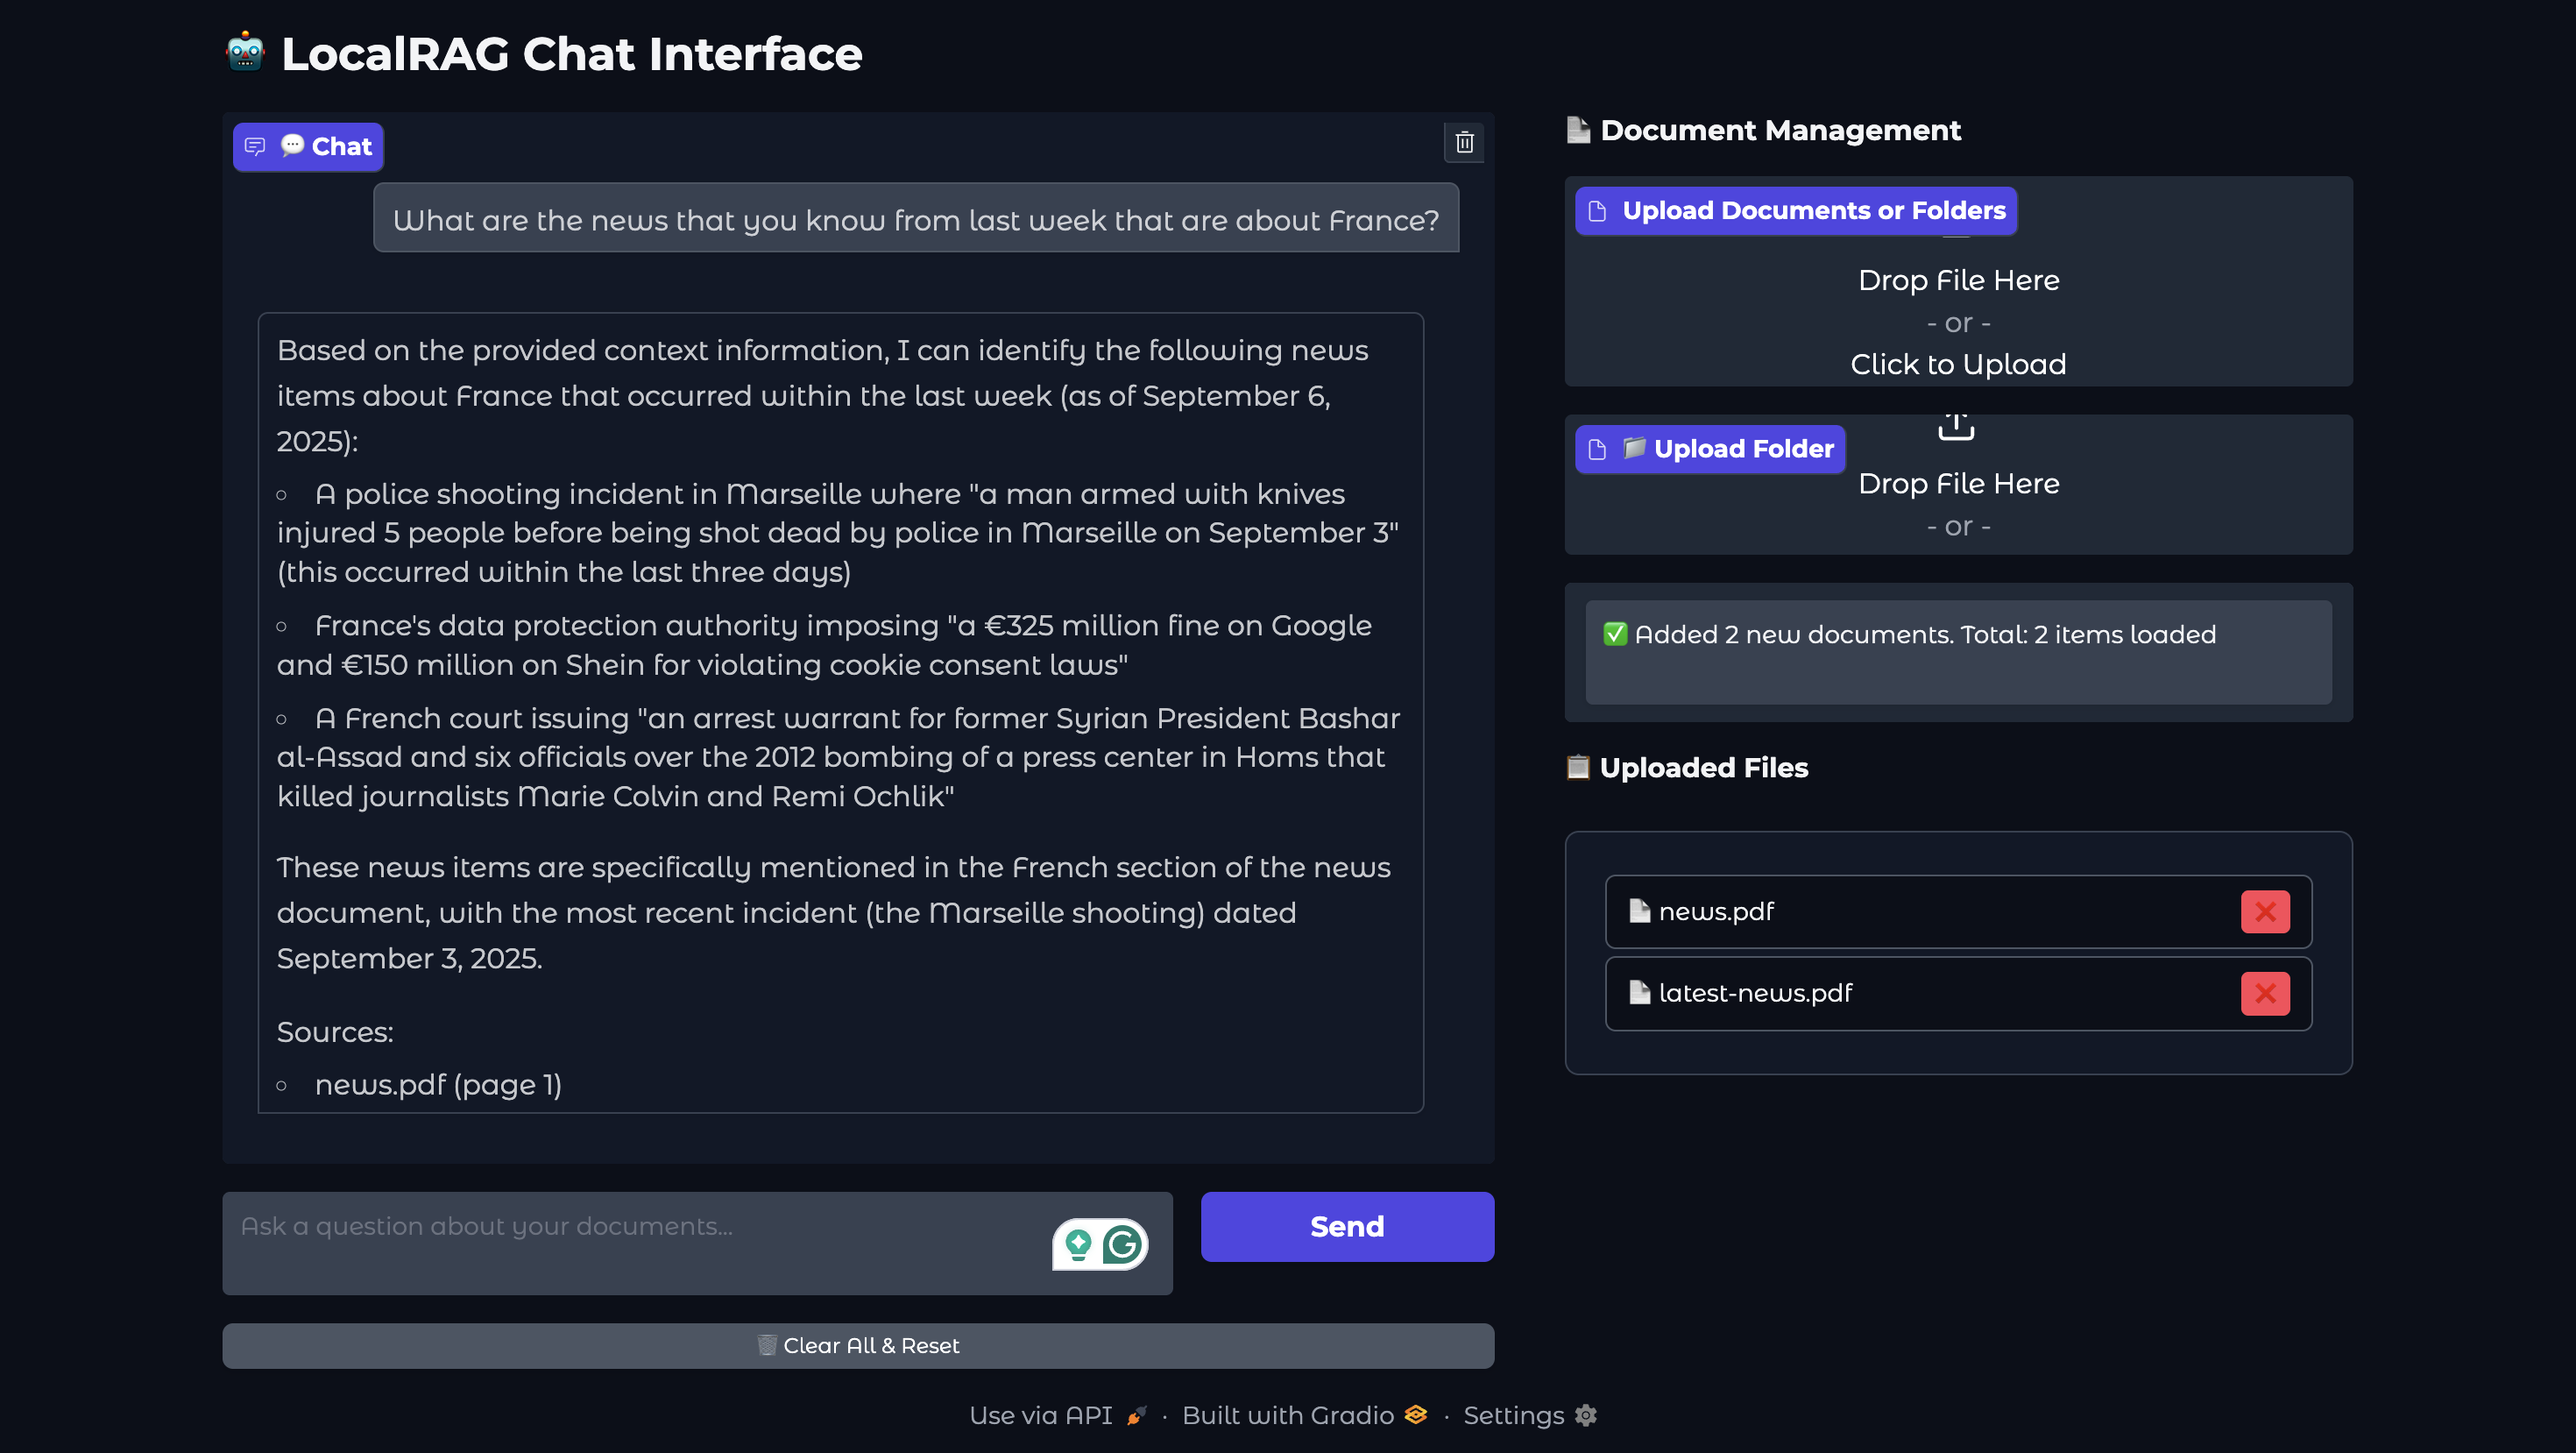 LocalRAG Chat Interface
Chat
What are the news that you know from last week that are about France?
Based on the provided context information, I can identify the following news
items about France that occurred within the last week (as of September 6,
2025):
A police shooting incident in Marseille where "a man armed with knives
injured 5 people before being shot dead by police in Marseille on September 3"
(this occurred within the last three days)
France's data protection authority imposing "a €325 million fine on Google
and €150 million on Shein for violating cookie consent laws"
A French court issuing "an arrest warrant for former Syrian President Bashar
al-Assad and six officials over the 2012 bombing of a press center in Homs that
killed journalists Marie Colvin and Remi Ochlik"
These news items are specifically mentioned in the French section of the news
document, with the most recent incident (the Marseille shooting) dated
September 3, 2025.
Sources:
news.pdf (page 1)
Ask a question about your documents...
Send
Clear All & Reset
Document Management
Upload Documents or Folders
Drop File Here
- or -
Click to Upload
Upload Folder
Drop File Here
- or -
Added 2 new documents. Total: 2 items loaded
Uploaded Files
news.pdf
latest-news.pdf
Use via API · Built with Gradio · Settings